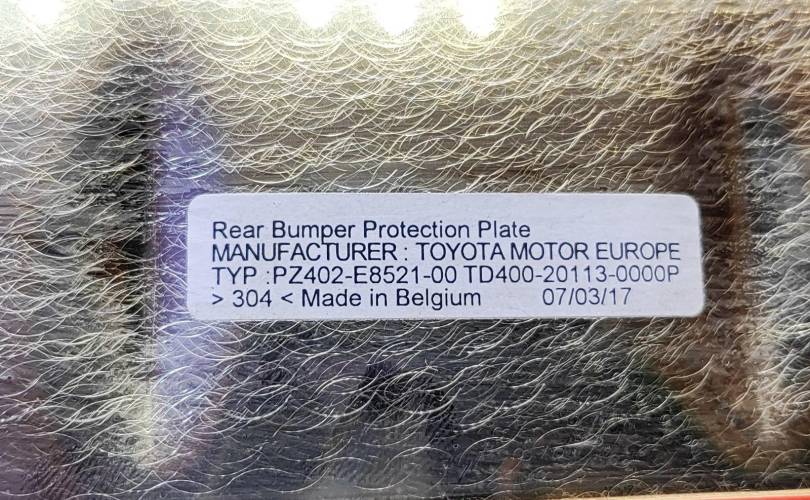 Rear Bumper Protection Plate
MANUFACTURER : TOYOTA MOTOR EUROPE
TYP :PZ402-E8521-00 TD400-20113-0000P
> 304 < Made in Belgium 07/03/17